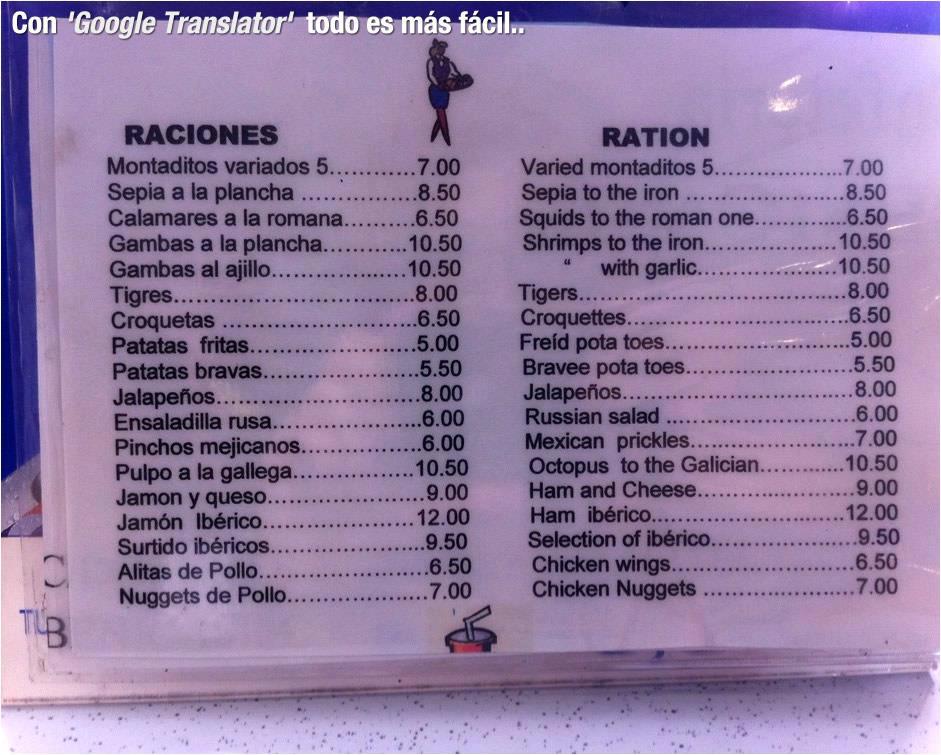 Con 'Google Translator' todo es más fácil..
RACIONES
Montaditos variados 5............7.00
Sepia a la plancha .................8.50
Calamares a la romana............6.50
Gambas a la plancha............10.50
Gambas al ajillo...................10.50
Tigres..................................8.00
Croquetas ............................6.50
Patatas fritas........................5.00
Patatas bravas......................5.50
Jalapeños.............................8.00
Ensaladilla rusa.....................6.00
Pinchos mejicanos.................6.00
Pulpo a la gallega.................10.50
Jamon y queso......................9.00
Jamón Ibérico.....................12.00
Surtido ibéricos.....................9.50
Alitas de Pollo........................6.50
Nuggets de Pollo....................7.00
RATION
Varied montaditos 5..................7.00
Sepia to the iron .......................8.50
Squids to the roman one.............6.50
Shrimps to the iron...................10.50
“ with garlic....................10.50
Tigers.......................................8.00
Croquettes................................6.50
Freíd pota toes..........................5.00
Bravee pota toes.......................5.50
Jalapeños.................................8.00
Russian salad ..........................6.00
Mexican prickles.......................7.00
Octopus to the Galician............10.50
Ham and Cheese......................9.00
Ham ibérico............................12.00
Selection of ibérico...................9.50
Chicken wings..........................6.50
Chicken Nuggets .....................7.00
TU
B